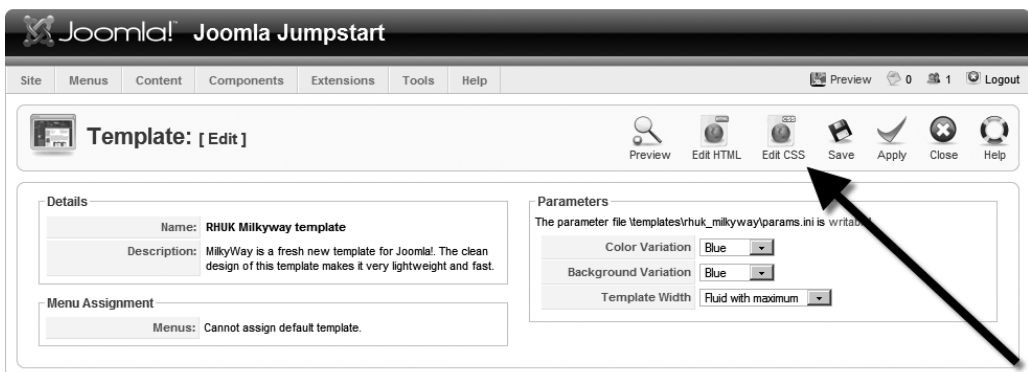 Joomla! Joomla Jumpstart
Site Menus Content Components Extensions Tools Help Preview 0 1 Logout
Template: [ Edit ]
Preview Edit HTML Edit CSS Save Apply Close Help
Details
Name: RHUK Milkyway template
Description: MilkyWay is a fresh new template for Joomla!. The clean
design of this template makes it very lightweight and fast.
Menu Assignment
Menus: Cannot assign default template.
Parameters
The parameter file \templates\rhuk_milkyway\params.ini is
Color Variation Blue
Background Variation Blue
Template Width Fluid with maximum